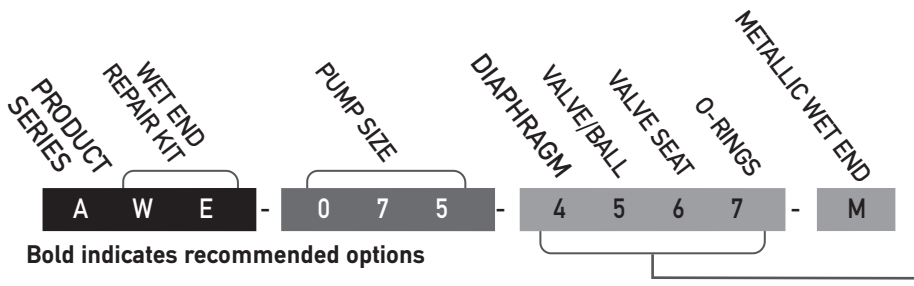 PRODUCT
SERIES
WET END
REPAIR KIT
PUMP SIZE
DIAPHRAGM
VALVE/BALL
VALVE SEAT
O-RINGS
METALLIC WET END
A W E - 0 7 5 - 4 5 6 7 - M
Bold indicates recommended options